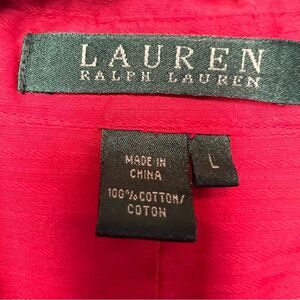 LAUREN
RALPH LAUREN
MADE IN
CHINA
100% COTTON/
COTON
L